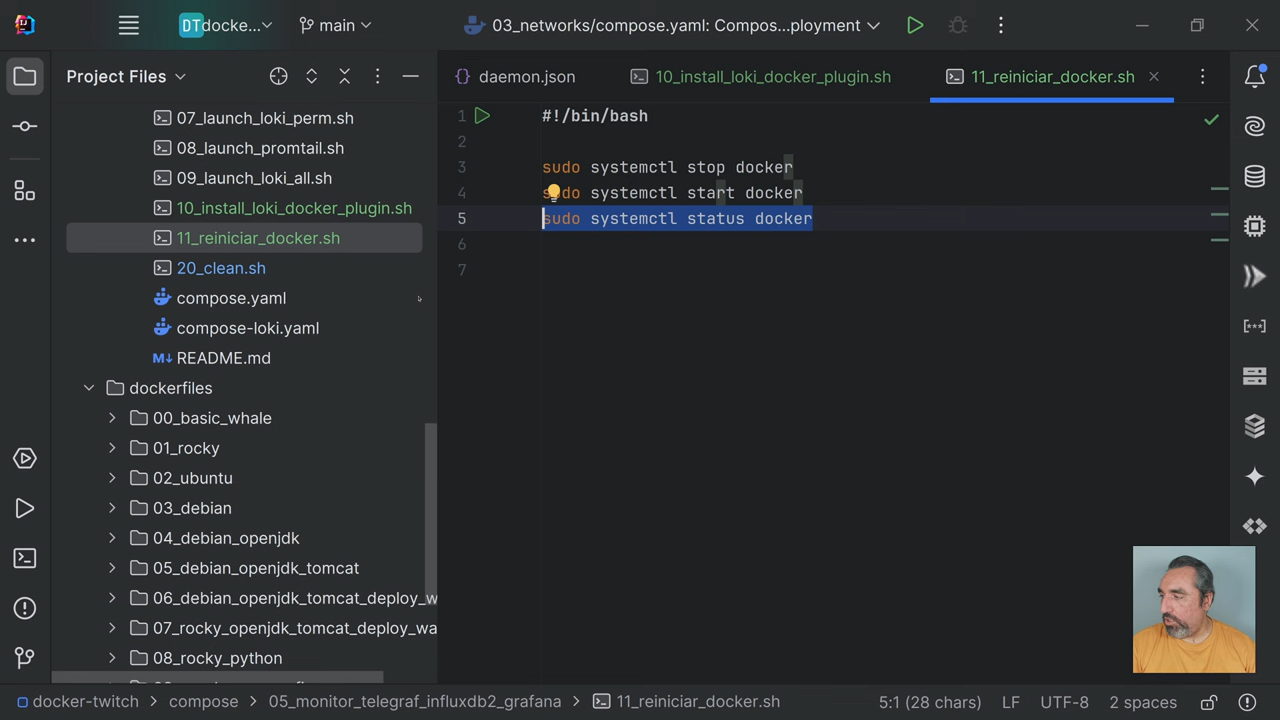 DT docke...
main
03_networks/compose.yaml: Compos...ployment
Project Files
daemon.json
10_install_loki_docker_plugin.sh
11_reiniciar_docker.sh
07_launch_loki_perm.sh
08_launch_promtail.sh
09_launch_loki_all.sh
10_install_loki_docker_plugin.sh
11_reiniciar_docker.sh
20_clean.sh
compose.yaml
compose-loki.yaml
README.md
dockerfiles
00_basic_whale
01_rocky
02_ubuntu
03_debian
04_debian_openjdk
05_debian_openjdk_tomcat
06_debian_openjdk_tomcat_deploy_w
07_rocky_openjdk_tomcat_deploy_wa
08_rocky_python
1 #!/bin/bash
2
3 sudo systemctl stop docker
4 sudo systemctl start docker
5 sudo systemctl status docker
6
7
docker-twitch > compose > 05_monitor_telegraf_influxdb2_grafana > 11_reiniciar_docker.sh
5:1 (28 chars) LF UTF-8 2 spaces